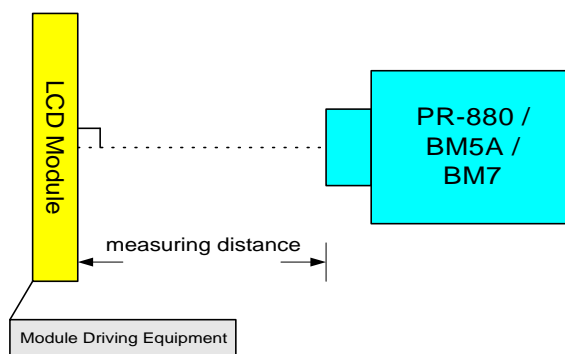 LCD Module
PR-880 /
BM5A /
BM7
measuring distance
Module Driving Equipment